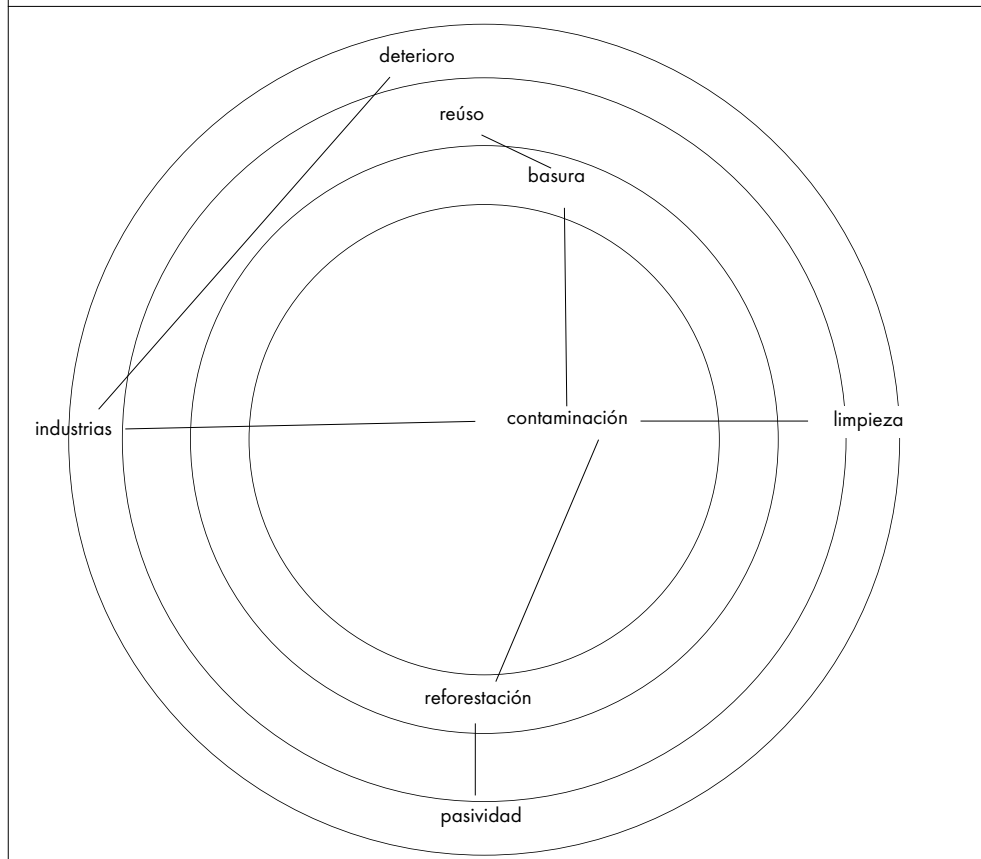 deterioro
reúso
basura
contaminación
limpieza
industrias
reforestación
pasividad